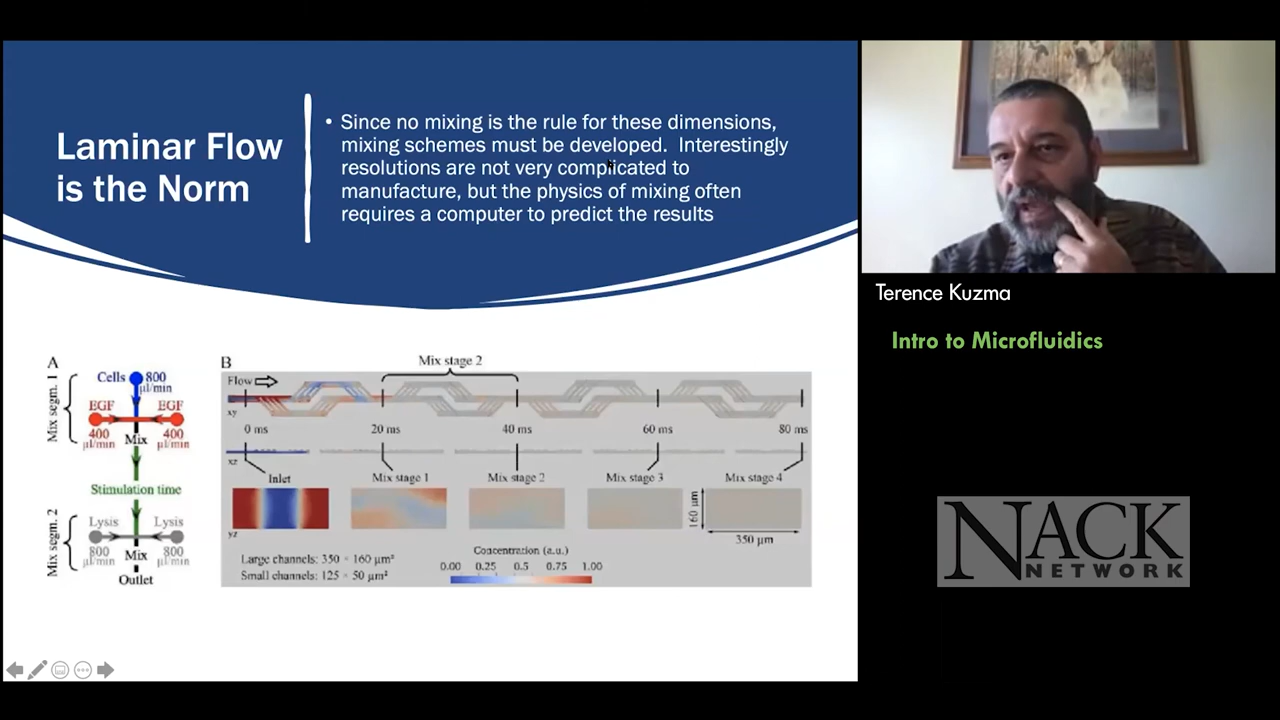 Laminar Flow
is the Norm
• Since no mixing is the rule for these dimensions,
mixing schemes must be developed. Interestingly
resolutions are not very complicated to
manufacture, but the physics of mixing often
requires a computer to predict the results
Terence Kuzma
Intro to Microfluidics
A
Mix segm. 1
Cells 800
µl/min
EGF EGF
400 Mix 400
µl/min µl/min
Stimulation time
Mix segm. 2
Lysis Lysis
800 Mix 800
µl/min µl/min
Outlet
B
Mix stage 2
Flow
xy
0 ms 20 ms 40 ms 60 ms 80 ms
xz
Inlet Mix stage 1 Mix stage 2 Mix stage 3 Mix stage 4
160 µm
yz
350 µm
Large channels: 350 × 160 µm²
Small channels: 125 × 50 µm²
Concentration (a.u.)
0.00 0.25 0.5 0.75 1.00
NACK
NETWORK